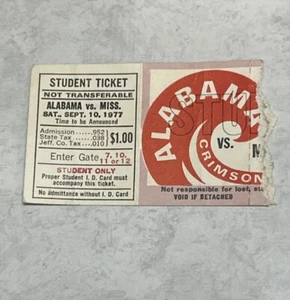 STUDENT TICKET
NOT TRANSFERABLE
ALABAMA vs. MISS.
SAT., SEPT. 10, 1977
Time to be Announced
Admission ........ .952
State Tax ......... .038
Jeff. Co. Tax ..... .010
$1.00
Enter Gate 7, 10,
11 or 12
STUDENT ONLY
Proper Student I. D. Card must
accompany this ticket.
No admittance without I. D. Card
ALABAMA
STU
VS. M
CRIMSON
Not responsible for lost, sto
VOID IF DETACHED